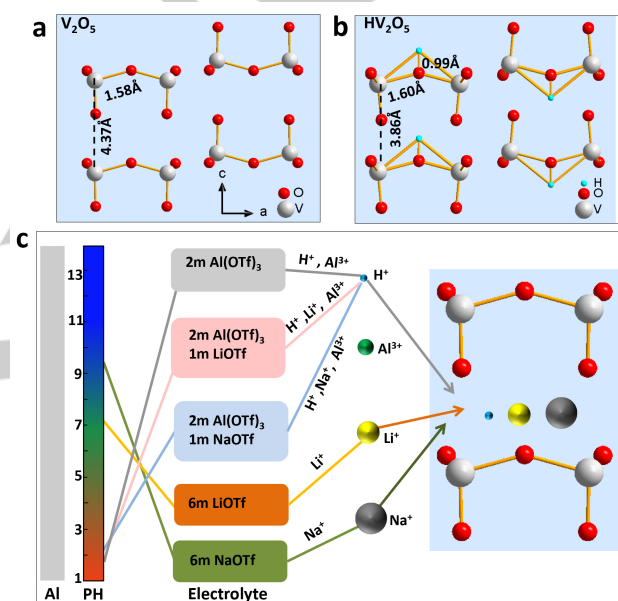 a
V₂O₅
1.58Å
4.37Å
c
a
O
V
b
HV₂O₅
0.99Å
1.60Å
3.86Å
H
O
V
c
13
11
9
7
5
3
1
Al
PH
2m Al(OTf)₃
2m Al(OTf)₃
1m LiOTf
2m Al(OTf)₃
1m NaOTf
6m LiOTf
6m NaOTf
Electrolyte
H⁺ , Al³⁺
H⁺ ,Li⁺, Al³⁺
H⁺ ,Na⁺, Al³⁺
Li⁺
Na⁺
H⁺
Al³⁺
Li⁺
Na⁺